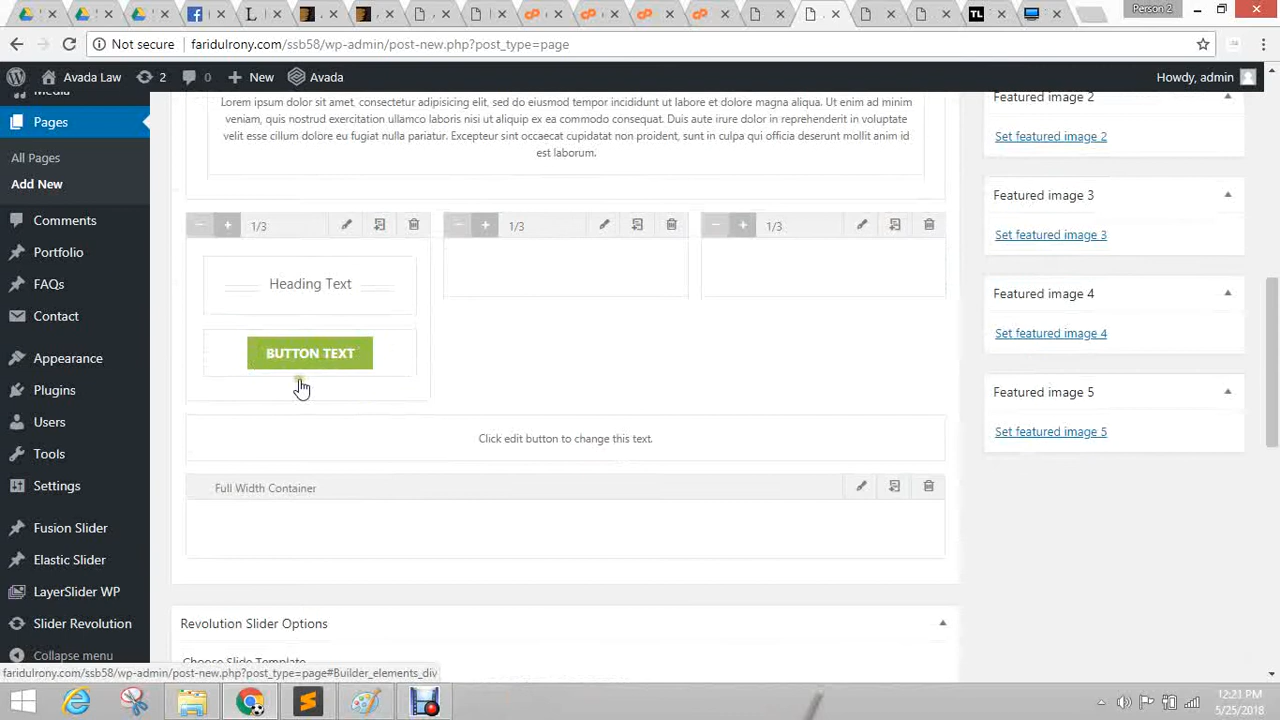 Person 2
Not secure
faridulrony.com/ssb58/wp-admin/post-new.php?post_type=page
Avada Law
2
0
New
Avada
Howdy, admin
Media
Pages
All Pages
Add New
Comments
Portfolio
FAQs
Contact
Appearance
Plugins
Users
Tools
Settings
Fusion Slider
Elastic Slider
LayerSlider WP
Slider Revolution
Collapse menu
Lorem ipsum dolor sit amet, consectetur adipisicing elit, sed do eiusmod tempor incididunt ut labore et dolore magna aliqua. Ut enim ad minim
veniam, quis nostrud exercitation ullamco laboris nisi ut aliquip ex ea commodo consequat. Duis aute irure dolor in reprehenderit in voluptate
velit esse cillum dolore eu fugiat nulla pariatur. Excepteur sint occaecat cupidatat non proident, sunt in culpa qui officia deserunt mollit anim id
est laborum.
1/3
1/3
1/3
Heading Text
BUTTON TEXT
Click edit button to change this text.
Full Width Container
Revolution Slider Options
Choose Slide Template
Featured image 2
Set featured image 2
Featured image 3
Set featured image 3
Featured image 4
Set featured image 4
Featured image 5
Set featured image 5
faridulrony.com/ssb58/wp-admin/post-new.php?post_type=page#Builder_elements_div
12:21 PM
5/25/2018